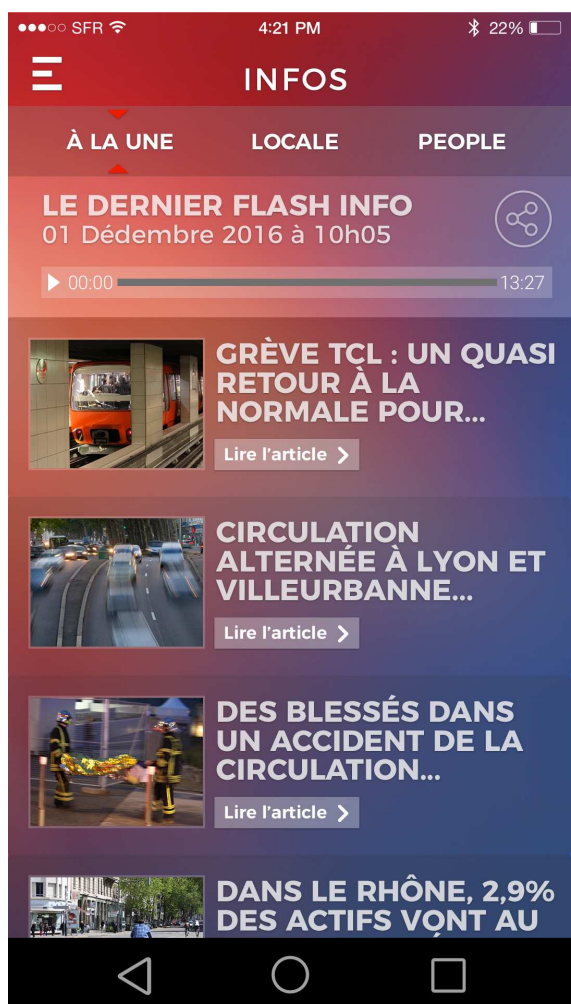 SFR 4:21 PM 22%
INFOS
À LA UNE LOCALE PEOPLE
LE DERNIER FLASH INFO
01 Dédembre 2016 à 10h05
00:00 13:27
GRÈVE TCL : UN QUASI
RETOUR À LA
NORMALE POUR...
Lire l'article
CIRCULATION
ALTERNÉE À LYON ET
VILLEURBANNE...
Lire l'article
DES BLESSÉS DANS
UN ACCIDENT DE LA
CIRCULATION...
Lire l'article
DANS LE RHÔNE, 2,9%
DES ACTIFS VONT AU